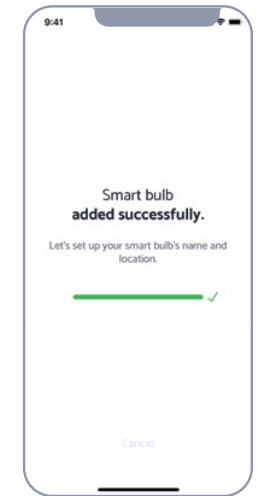 9:41
Smart bulb
added successfully.
Let's set up your smart bulb's name and
location.
Cancel